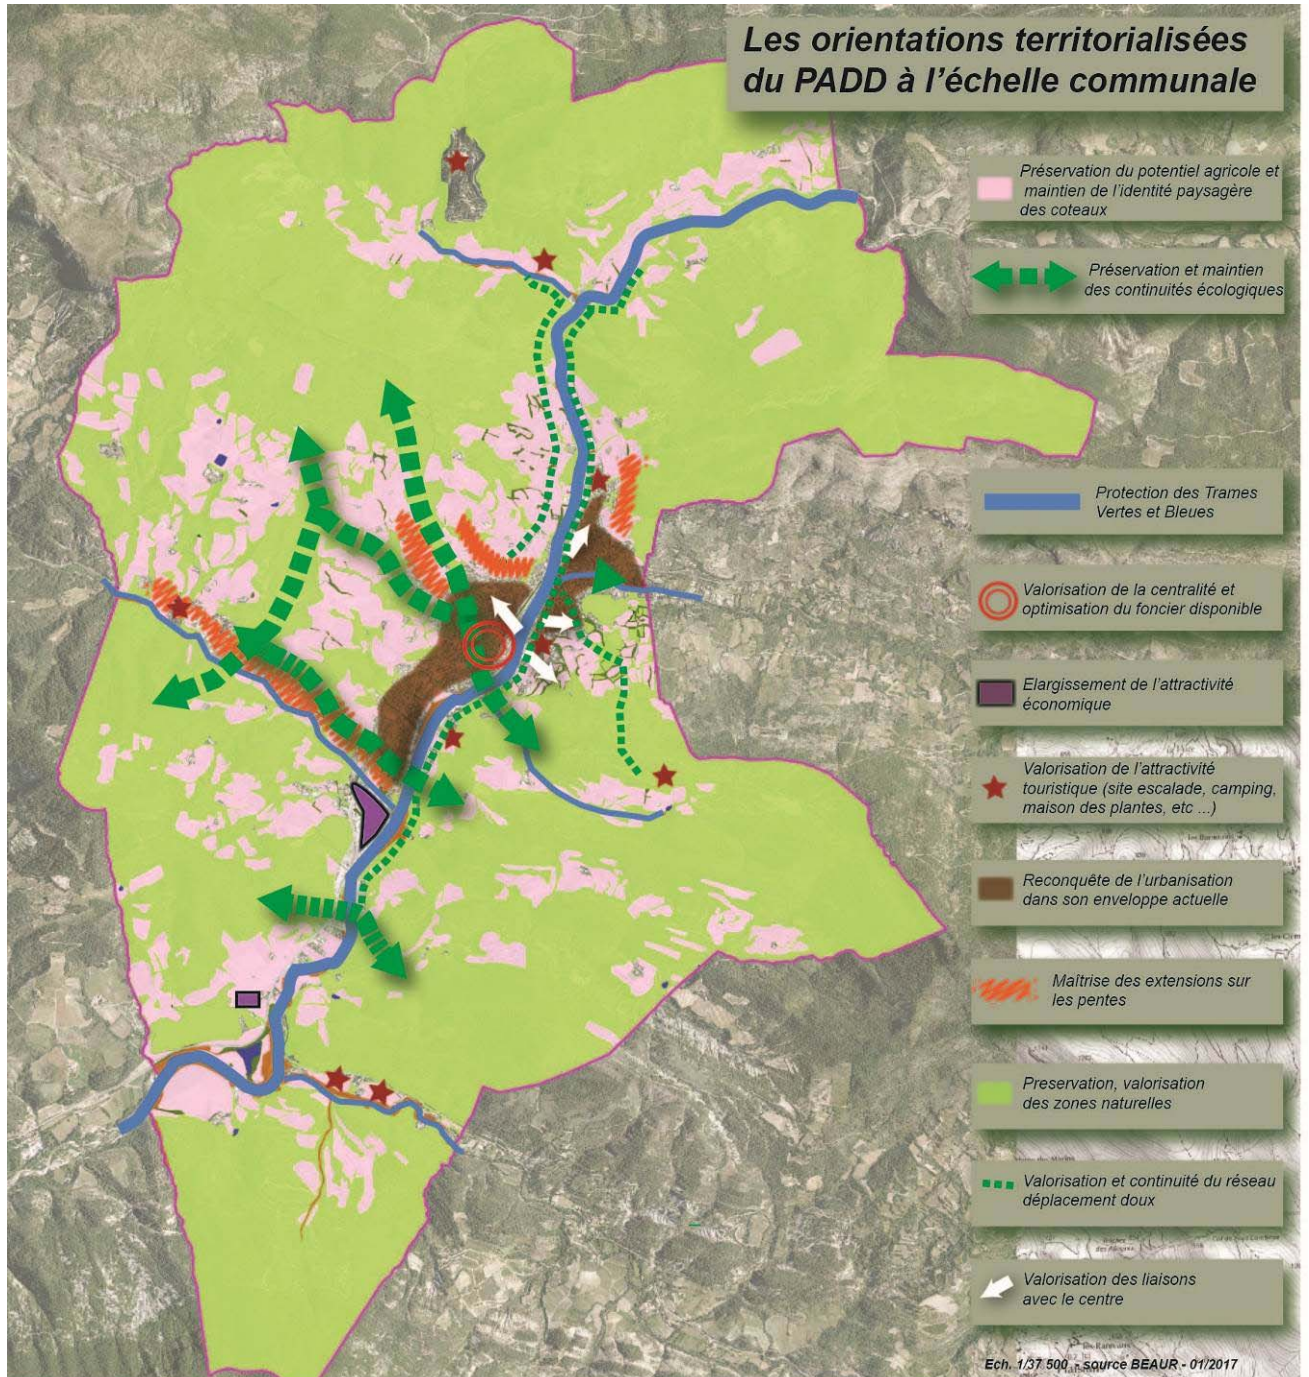 Les orientations territorialisées
du PADD à l'échelle communale
Préservation du potentiel agricole et
maintien de l'identité paysagère
des coteaux
Préservation et maintien
des continuités écologiques
Protection des Trames
Vertes et Bleues
Valorisation de la centralité et
optimisation du foncier disponible
Elargissement de l'attractivité
économique
Valorisation de l'attractivité
touristique (site escalade, camping,
maison des plantes, etc ...)
Reconquête de l'urbanisation
dans son enveloppe actuelle
Maîtrise des extensions sur
les pentes
Preservation, valorisation
des zones naturelles
Valorisation et continuité du réseau
déplacement doux
Valorisation des liaisons
avec le centre
Ech. 1/37 500 - source BEAUR - 01/2017